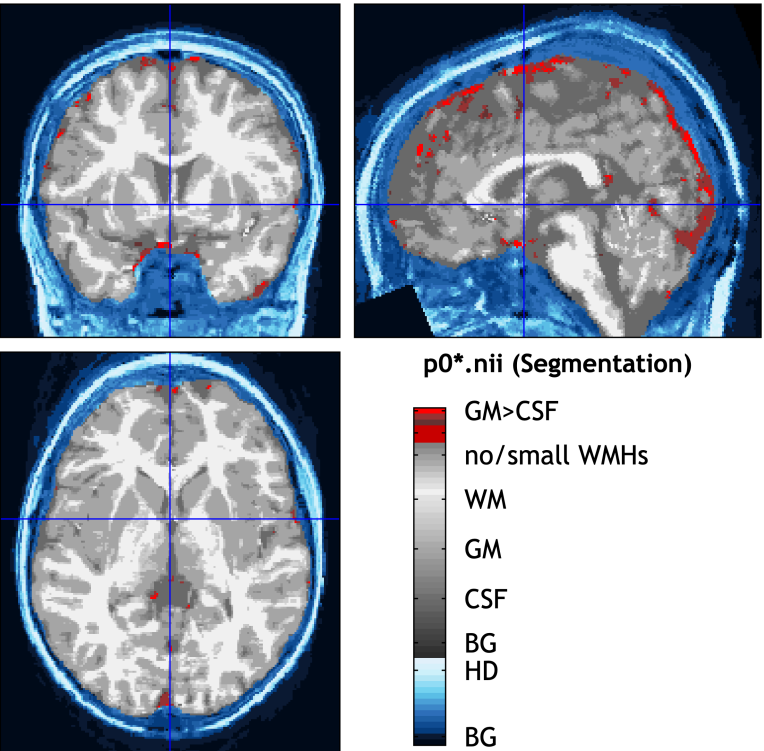 p0*.nii (Segmentation)
GM>CSF
no/small WMHs
WM
GM
CSF
BG
HD
BG